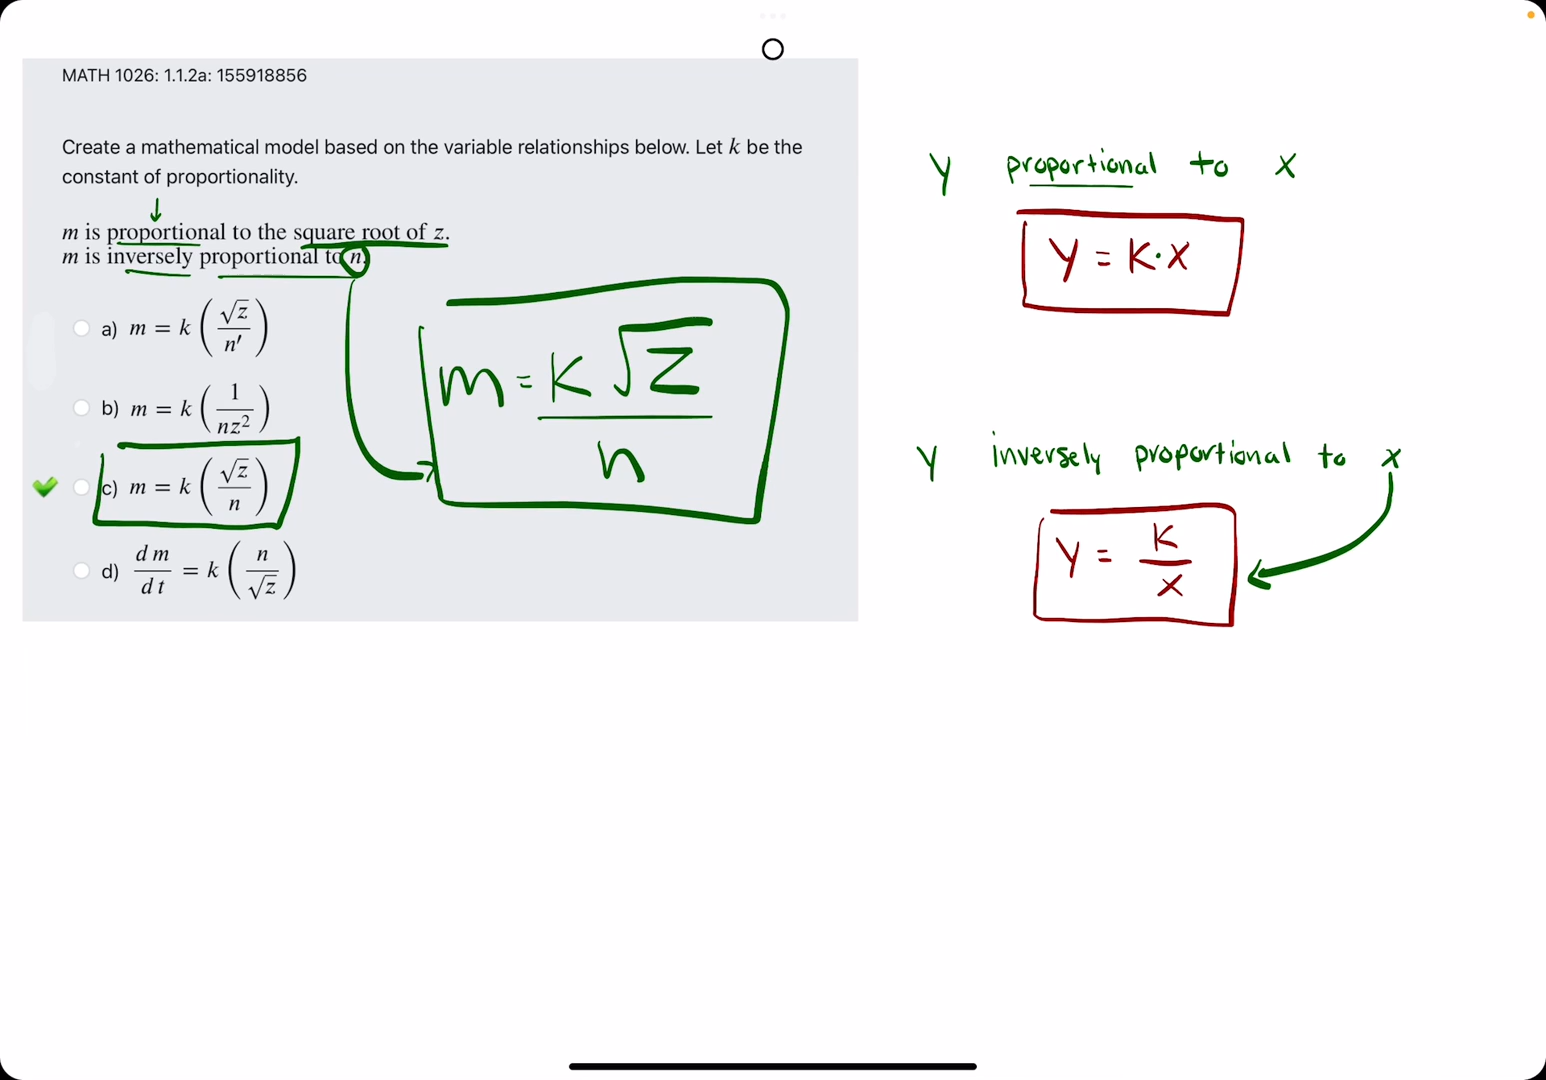 MATH 1026: 1.1.2a: 155918856
Create a mathematical model based on the variable relationships below. Let k be the
constant of proportionality.
m is proportional to the square root of z.
m is inversely proportional to n.
a) m = k (√z / n′)
b) m = k (1 / nz²)
c) m = k (√z / n)
d) dm/dt = k (n / √z)
m = k√z / n
y proportional to x
y = k·x
y inversely proportional to x
y = k / x